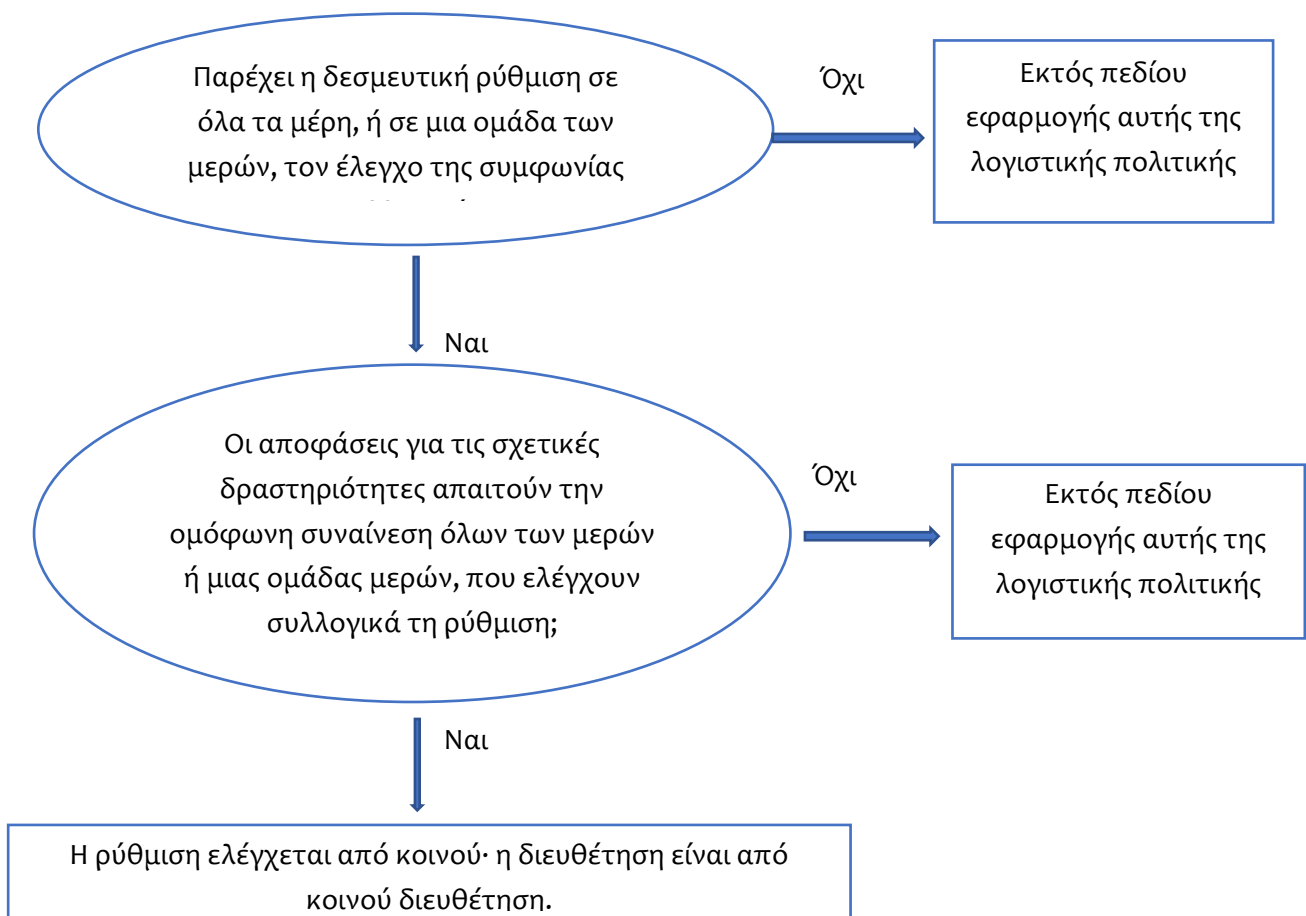 Παρέχει η δεσμευτική ρύθμιση σε
όλα τα μέρη, ή σε μια ομάδα των
μερών, τον έλεγχο της συμφωνίας
Όχι
Εκτός πεδίου
εφαρμογής αυτής της
λογιστικής πολιτικής
Ναι
Οι αποφάσεις για τις σχετικές
δραστηριότητες απαιτούν την
ομόφωνη συναίνεση όλων των μερών
ή μιας ομάδας μερών, που ελέγχουν
συλλογικά τη ρύθμιση;
Όχι
Εκτός πεδίου
εφαρμογής αυτής της
λογιστικής πολιτικής
Ναι
Η ρύθμιση ελέγχεται από κοινού· η διευθέτηση είναι από
κοινού διευθέτηση.